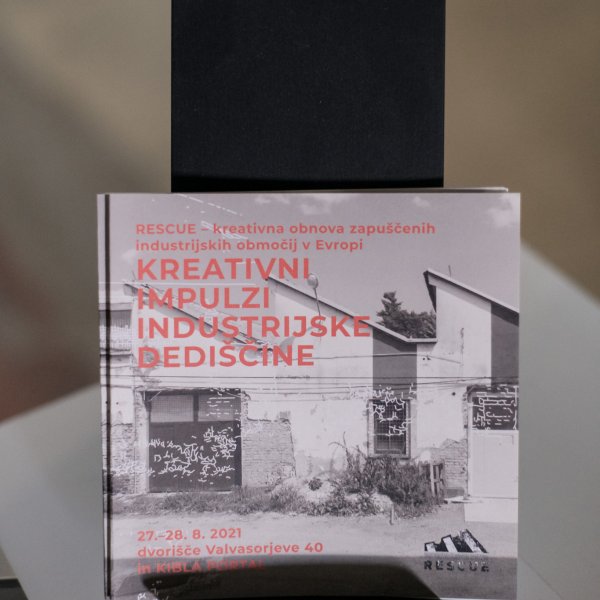 RESCUE – kreativna obnova zapuščenih
industrijskih območij v Evropi
KREATIVNI
IMPULZI
INDUSTRIJSKE
DEDIŠČINE
27.–28. 8. 2021
dvorišče Valvasorjeve 40
in KIBLA PORTAL
RESCUE